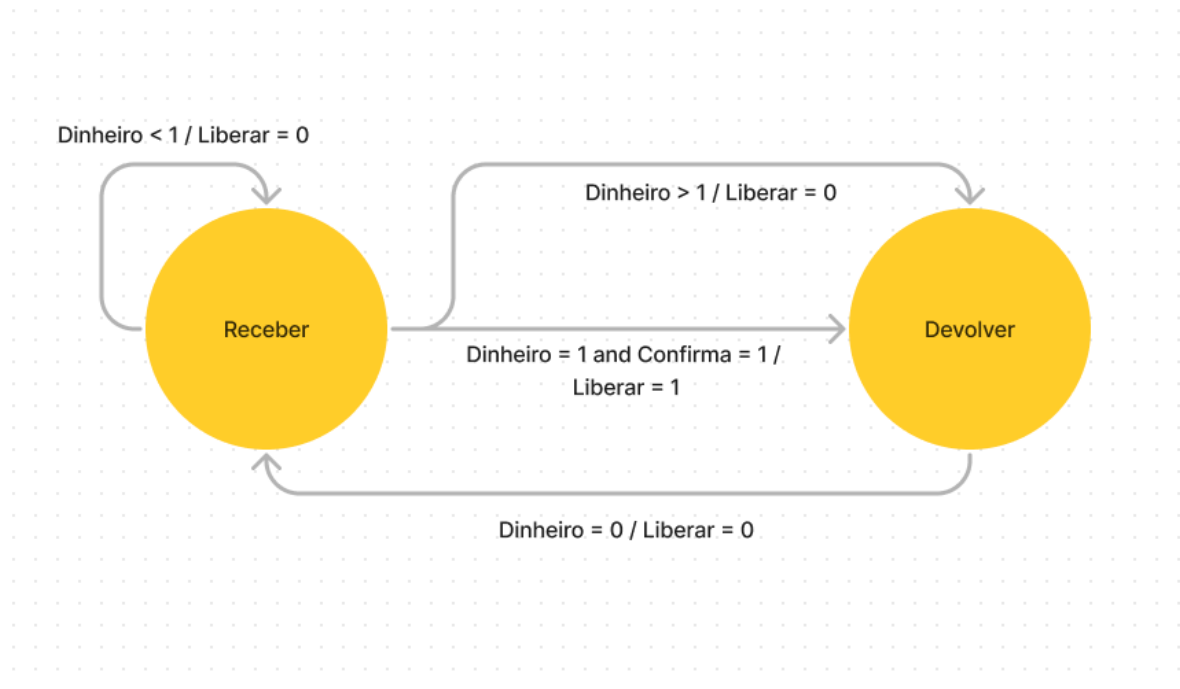 Dinheiro < 1 / Liberar = 0
Dinheiro > 1 / Liberar = 0
Receber
Devolver
Dinheiro = 1 and Confirma = 1 /
Liberar = 1
Dinheiro = 0 / Liberar = 0